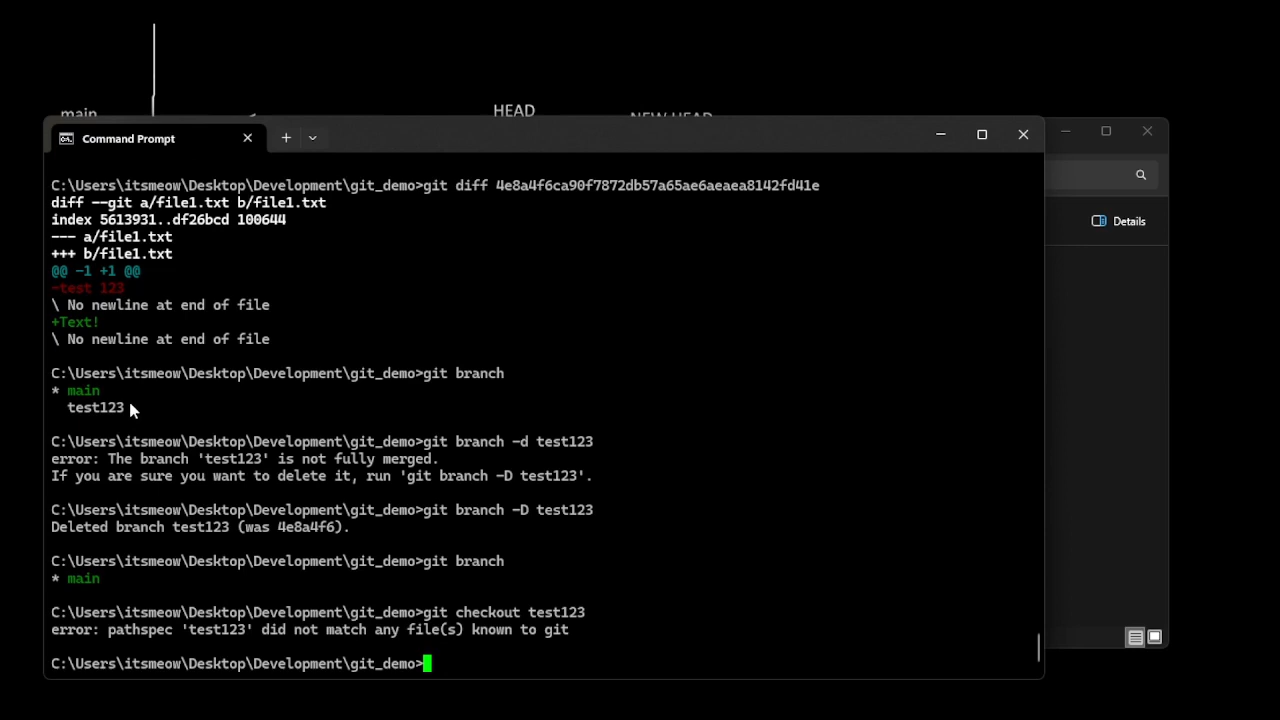 main
HEAD
NEW HEAD
Command Prompt
Details
C:\Users\itsmeow\Desktop\Development\git_demo>git diff 4e8a4f6ca90f7872db57a65ae6aeaea8142fd41e
diff --git a/file1.txt b/file1.txt
index 5613931..df26bcd 100644
--- a/file1.txt
+++ b/file1.txt
@@ -1 +1 @@
-test 123
\ No newline at end of file
+Text!
\ No newline at end of file
C:\Users\itsmeow\Desktop\Development\git_demo>git branch
* main
test123
C:\Users\itsmeow\Desktop\Development\git_demo>git branch -d test123
error: The branch 'test123' is not fully merged.
If you are sure you want to delete it, run 'git branch -D test123'.
C:\Users\itsmeow\Desktop\Development\git_demo>git branch -D test123
Deleted branch test123 (was 4e8a4f6).
C:\Users\itsmeow\Desktop\Development\git_demo>git branch
* main
C:\Users\itsmeow\Desktop\Development\git_demo>git checkout test123
error: pathspec 'test123' did not match any file(s) known to git
C:\Users\itsmeow\Desktop\Development\git_demo>